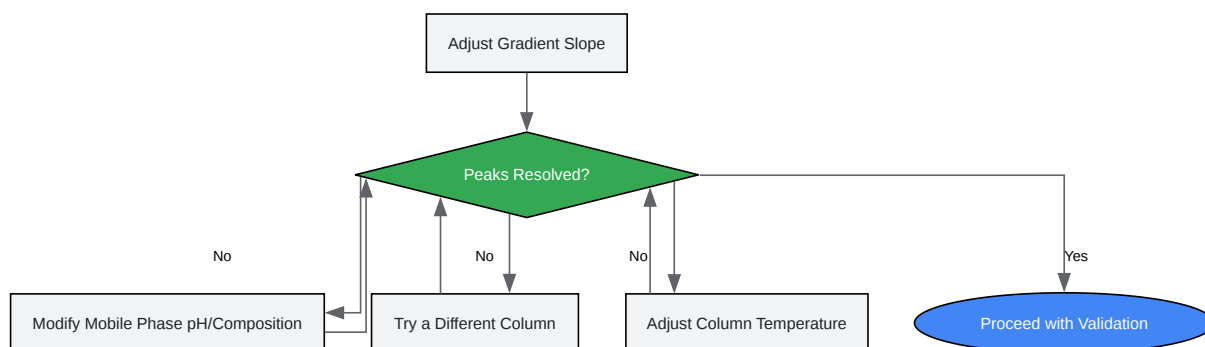 Adjust Gradient Slope
Peaks Resolved?
No
No
No
Yes
Modify Mobile Phase pH/Composition
Try a Different Column
Adjust Column Temperature
Proceed with Validation